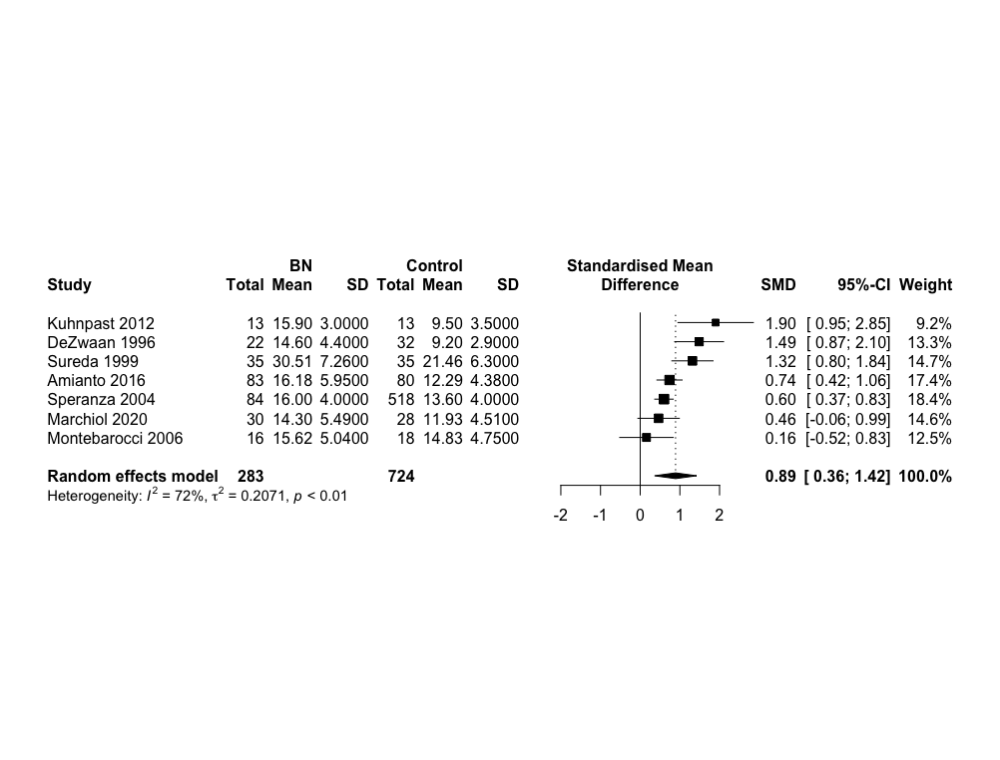 BN Control Standardised Mean
Study Total Mean SD Total Mean SD Difference SMD 95%-CI Weight
Kuhnpast 2012 13 15.90 3.0000 13 9.50 3.5000 1.90 [ 0.95; 2.85] 9.2%
DeZwaan 1996 22 14.60 4.4000 32 9.20 2.9000 1.49 [ 0.87; 2.10] 13.3%
Sureda 1999 35 30.51 7.2600 35 21.46 6.3000 1.32 [ 0.80; 1.84] 14.7%
Amianto 2016 83 16.18 5.9500 80 12.29 4.3800 0.74 [ 0.42; 1.06] 17.4%
Speranza 2004 84 16.00 4.0000 518 13.60 4.0000 0.60 [ 0.37; 0.83] 18.4%
Marchiol 2020 30 14.30 5.4900 28 11.93 4.5100 0.46 [-0.06; 0.99] 14.6%
Montebarocci 2006 16 15.62 5.0400 18 14.83 4.7500 0.16 [-0.52; 0.83] 12.5%
Random effects model 283 724 0.89 [ 0.36; 1.42] 100.0%
Heterogeneity: I² = 72%, τ² = 0.2071, p < 0.01
-2 -1 0 1 2